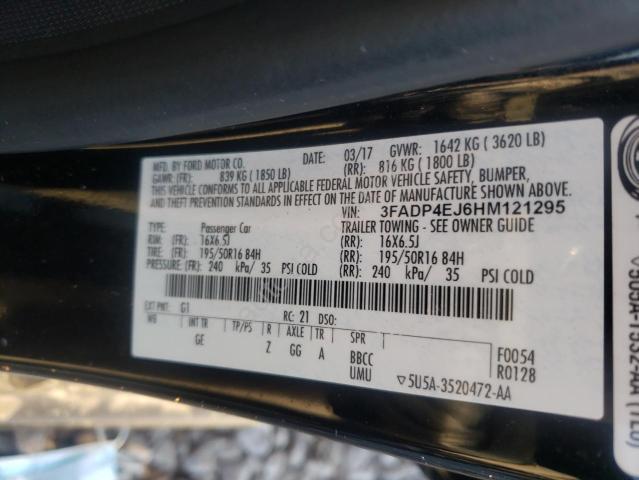 MFD. BY FORD MOTOR CO.
DATE: 03/17 GVWR: 1642 KG ( 3620 LB)
GAWR: (FR): 839 KG ( 1850 LB) (RR): 816 KG ( 1800 LB)
THIS VEHICLE CONFORMS TO ALL APPLICABLE FEDERAL MOTOR VEHICLE SAFETY, BUMPER,
AND THEFT PREVENTION STANDARDS IN EFFECT ON THE DATE OF MANUFACTURE SHOWN ABOVE.
VIN: 3FADP4EJ6HM121295
TYPE: Passenger Car TRAILER TOWING - SEE OWNER GUIDE
RIM: (FR): 16X6.5J (RR): 16X6.5J
TIRE: (FR): 195/50R16 84H (RR): 195/50R16 84H
PRESSURE: (FR): 240 kPa/ 35 PSI COLD (RR): 240 kPa/ 35 PSI COLD
EXT PNT: G1 RC: 21 DSO:
WB INT TR TP/PS R AXLE TR SPR
GE Z GG A BBCC
UMU
F0054
R0128
5U5A-3520472-AA